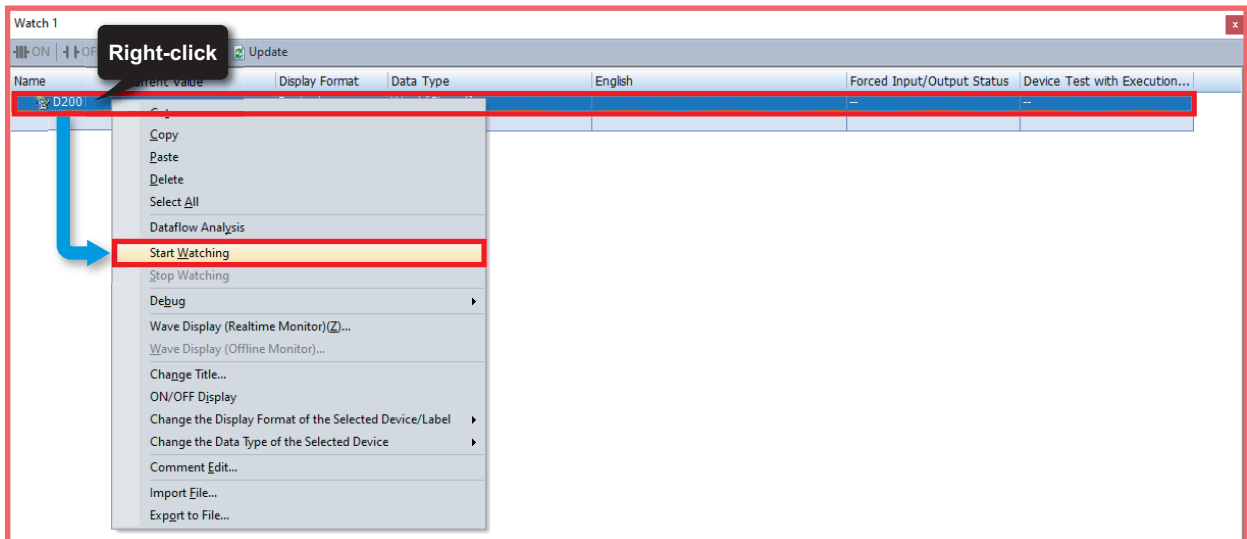 Watch 1
ON
Right-click
Update
Name
Display Format
Data Type
English
Forced Input/Output Status
Device Test with Execution...
D200
--
--
Copy
Paste
Delete
Select All
Dataflow Analysis
Start Watching
Stop Watching
Debug
Wave Display (Realtime Monitor)(Z)...
Wave Display (Offline Monitor)...
Change Title...
ON/OFF Display
Change the Display Format of the Selected Device/Label
Change the Data Type of the Selected Device
Comment Edit...
Import File...
Export to File...